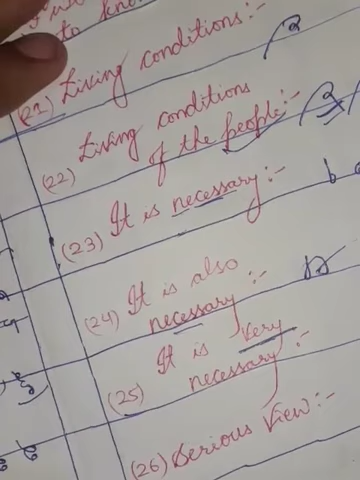 to know
(21) Living conditions:-
Living conditions
(22) of the people:-
(23) It is necessary:-
It is also
(24) necessary:-
It is very
(25) necessary:-
(26) Serious View:-